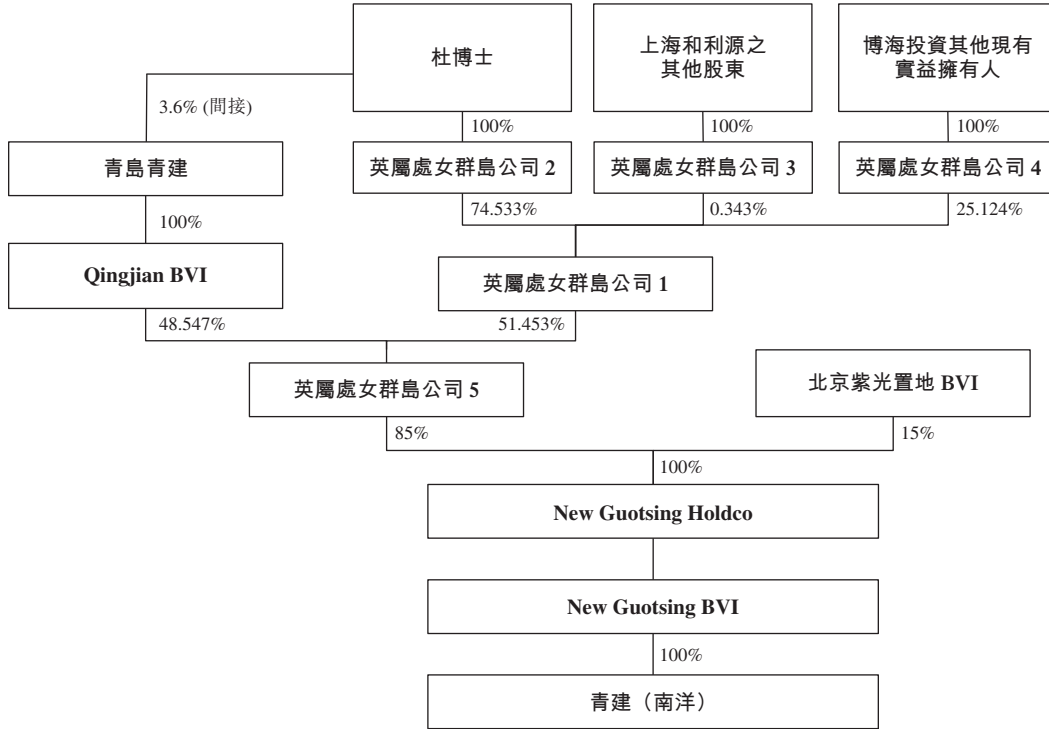 杜博士
上海和利源之
其他股東
博海投資其他現有
實益擁有人
3.6% (間接)
100%
100%
100%
青島青建
英屬處女群島公司 2
英屬處女群島公司 3
英屬處女群島公司 4
100%
74.533%
0.343%
25.124%
Qingjian BVI
英屬處女群島公司 1
48.547%
51.453%
英屬處女群島公司 5
北京紫光置地 BVI
85%
15%
100%
New Guotsing Holdco
New Guotsing BVI
100%
青建（南洋）